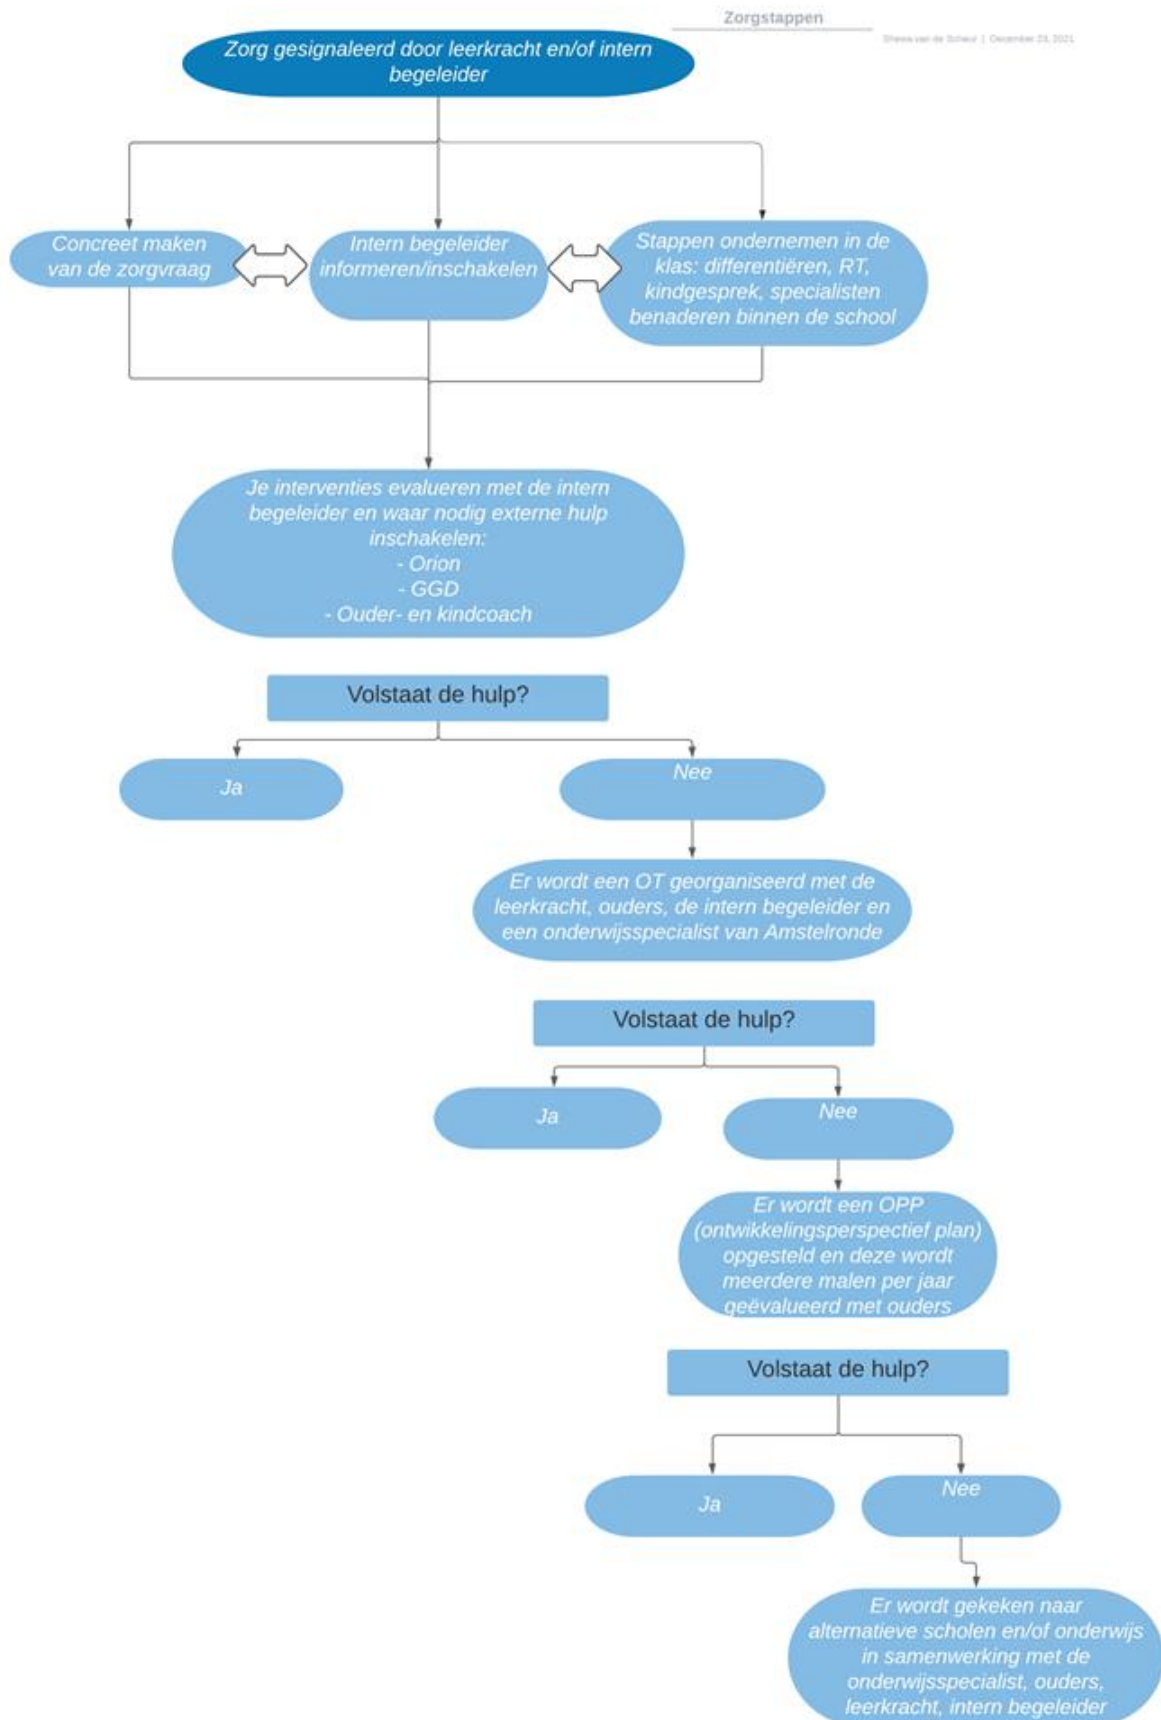 Zorgstappen
December 23, 2021
Zorg gesignaleerd door leerkracht en/of intern
begeleider
Concreet maken
van de zorgvraag
Intern begeleider
informeren/inschakelen
Stappen ondernemen in de
klas: differentiëren, RT,
kindgesprek, specialisten
benaderen binnen de school
Je interventies evalueren met de intern
begeleider en waar nodig externe hulp
inschakelen:
- Orion
- GGD
- Ouder- en kindcoach
Volstaat de hulp?
Ja
Nee
Er wordt een OT georganiseerd met de
leerkracht, ouders, de intern begeleider en
een onderwijsspecialist van Amstelronde
Volstaat de hulp?
Ja
Nee
Er wordt een OPP
(ontwikkelingsperspectief plan)
opgesteld en deze wordt
meerdere malen per jaar
geëvalueerd met ouders
Volstaat de hulp?
Ja
Nee
Er wordt gekeken naar
alternatieve scholen en/of onderwijs
in samenwerking met de
onderwijsspecialist, ouders,
leerkracht, intern begeleider